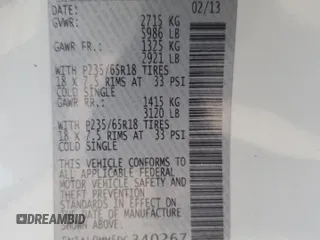 DATE: 02/13
GVWR: 2715 KG
5986 LB
GAWR FR.: 1325 KG
2921 LB
WITH P235/65R18 TIRES
18 X 7.5 RIMS AT 33 PSI
COLD SINGLE
GAWR RR.: 1415 KG
3120 LB
WITH P235/65R18 TIRES
18 X 7.5 RIMS AT 33 PSI
COLD SINGLE
THIS VEHICLE CONFORMS TO
ALL APPLICABLE FEDERAL
MOTOR VEHICLE SAFETY
AND THEFT PREVENTION
STANDARDS IN EFFECT
ON THE DATE OF MANUFACTURE
SHOWN ABOVE.
340267
DREAMBID